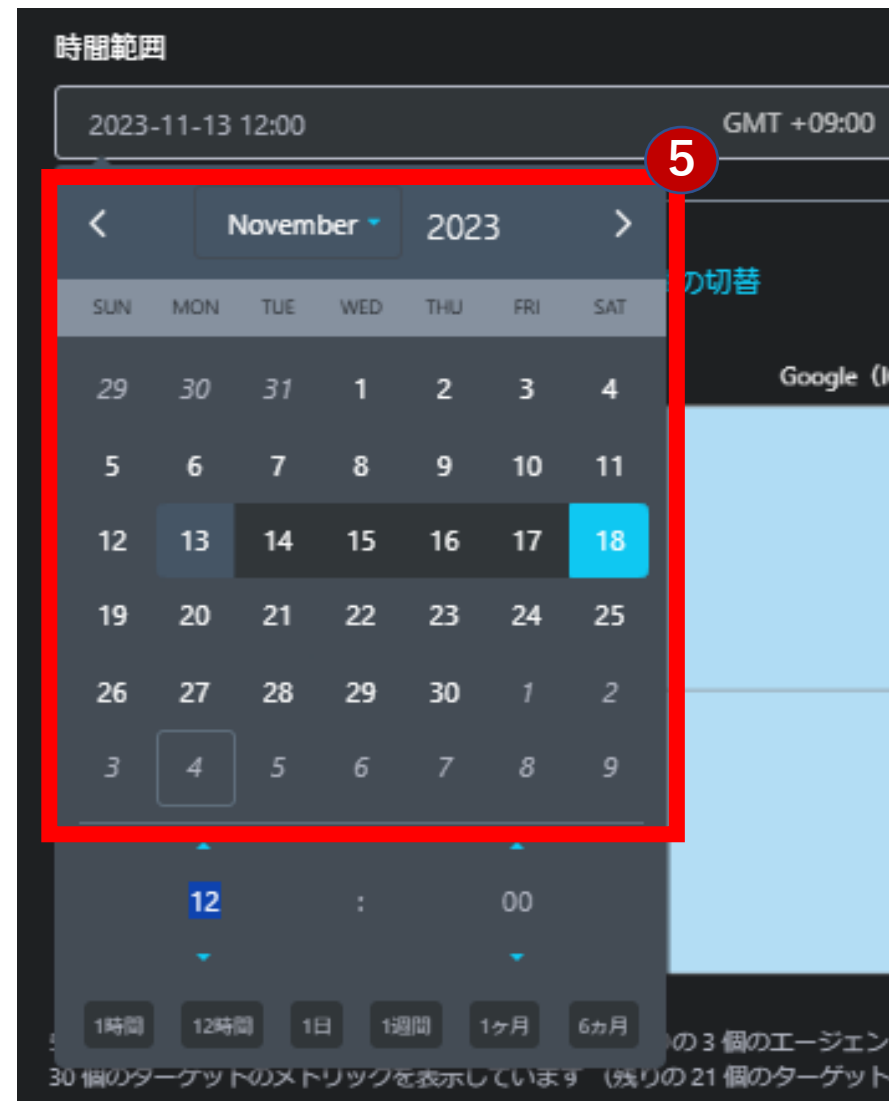 時間範囲
2023-11-13 12:00 GMT +09:00
5
November 2023
の切替
SUN MON TUE WED THU FRI SAT
Google
29 30 31 1 2 3 4
5 6 7 8 9 10 11
12 13 14 15 16 17 18
19 20 21 22 23 24 25
26 27 28 29 30 1 2
3 4 5 6 7 8 9
12 : 00
1時間 12時間 1日 1週間 1ヶ月 6カ月
の 3 個のエージェン
30 個のターゲットのメトリックを表示しています（残りの 21 個のターゲット